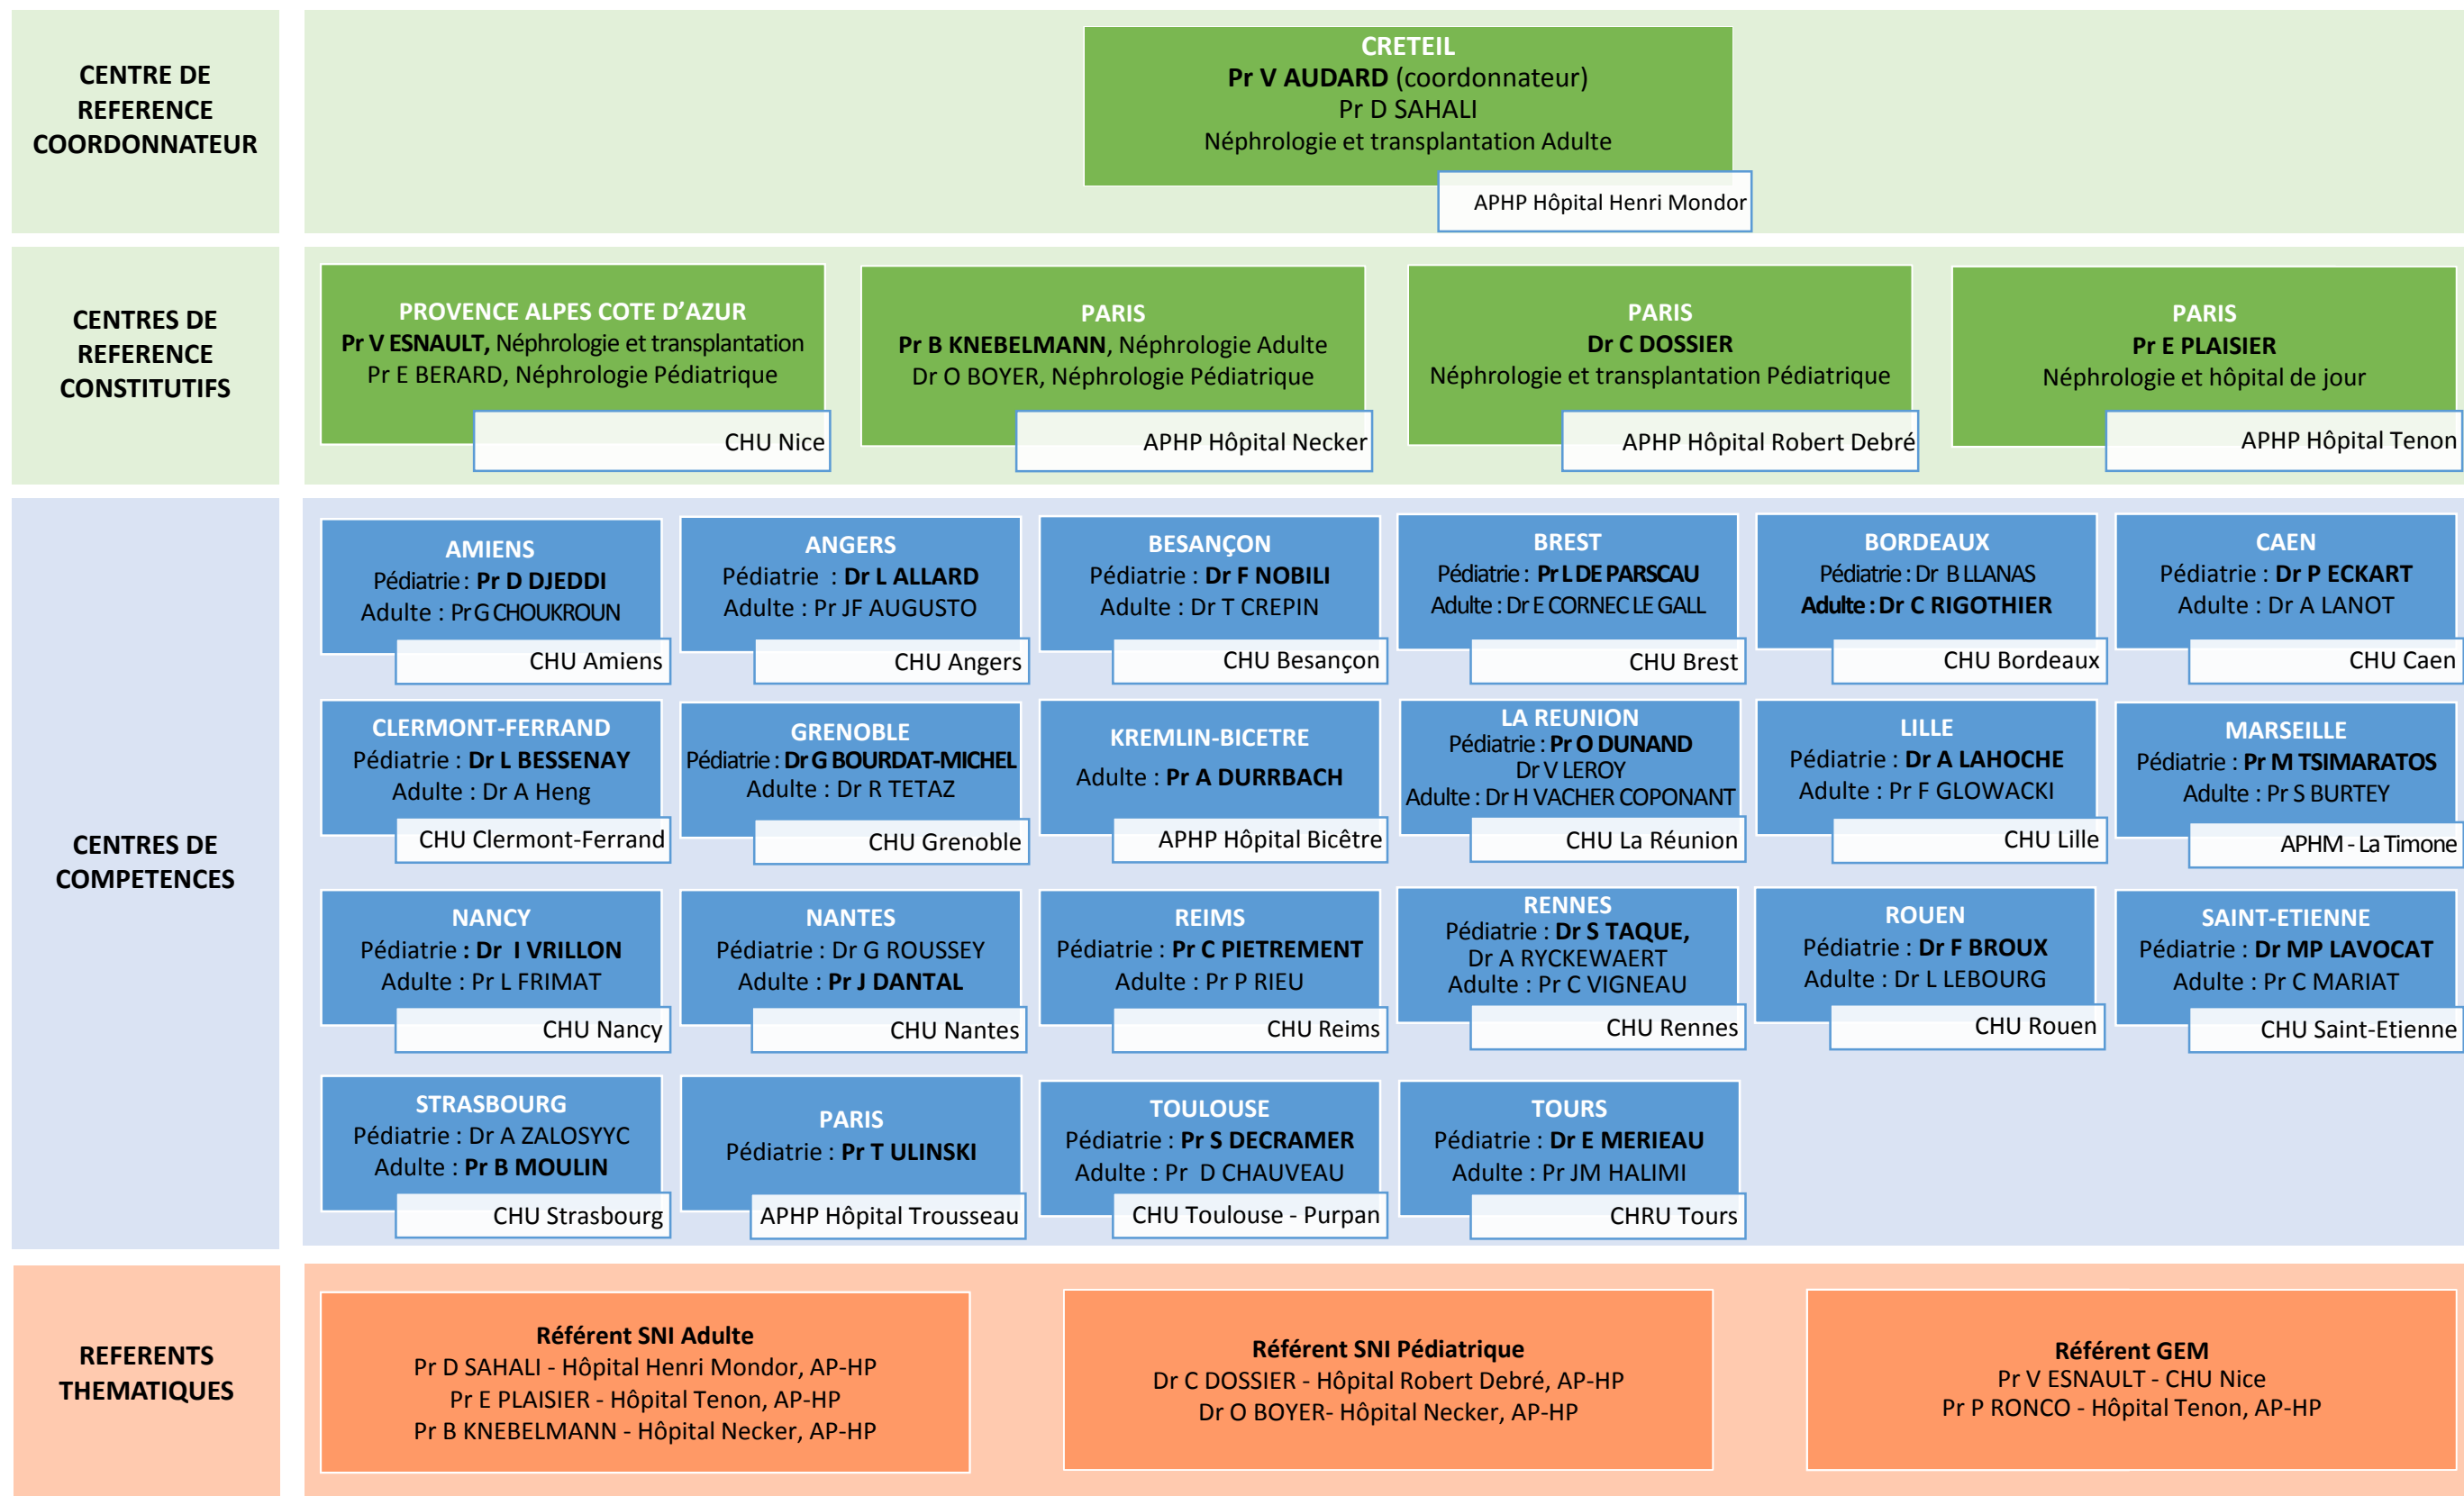 CENTRE DE
REFERENCE
COORDONNATEUR
CRETEIL
Pr V AUDARD (coordonnateur)
Pr D SAHALI
Néphrologie et transplantation Adulte
APHP Hôpital Henri Mondor
CENTRES DE
REFERENCE
CONSTITUTIFS
PROVENCE ALPES COTE D’AZUR
Pr V ESNAULT, Néphrologie et transplantation
Pr E BERARD, Néphrologie Pédiatrique
CHU Nice
PARIS
Pr B KNEBELMANN, Néphrologie Adulte
Dr O BOYER, Néphrologie Pédiatrique
APHP Hôpital Necker
PARIS
Dr C DOSSIER
Néphrologie et transplantation Pédiatrique
APHP Hôpital Robert Debré
PARIS
Pr E PLAISIER
Néphrologie et hôpital de jour
APHP Hôpital Tenon
CENTRES DE
COMPETENCES
AMIENS
Pédiatrie : Pr D DJEDDI
Adulte : Pr G CHOUKROUN
CHU Amiens
ANGERS
Pédiatrie : Dr L ALLARD
Adulte : Pr JF AUGUSTO
CHU Angers
BESANÇON
Pédiatrie : Dr F NOBILI
Adulte : Dr T CREPIN
CHU Besançon
BREST
Pédiatrie : Pr L DE PARSCAU
Adulte : Dr E CORNEC LE GALL
CHU Brest
BORDEAUX
Pédiatrie : Dr B LLANAS
Adulte : Dr C RIGOTHIER
CHU Bordeaux
CAEN
Pédiatrie : Dr P ECKART
Adulte : Dr A LANOT
CHU Caen
CLERMONT-FERRAND
Pédiatrie : Dr L BESSENAY
Adulte : Dr A Heng
CHU Clermont-Ferrand
GRENOBLE
Pédiatrie : Dr G BOURDAT-MICHEL
Adulte : Dr R TETAZ
CHU Grenoble
KREMLIN-BICETRE
Adulte : Pr A DURRBACH
APHP Hôpital Bicêtre
LA REUNION
Pédiatrie : Pr O DUNAND
Dr V LEROY
Adulte : Dr H VACHER COPONANT
CHU La Réunion
LILLE
Pédiatrie : Dr A LAHOCHE
Adulte : Pr F GLOWACKI
CHU Lille
MARSEILLE
Pédiatrie : Pr M TSIMARATOS
Adulte : Pr S BURTEY
APHM - La Timone
NANCY
Pédiatrie : Dr I VRILLON
Adulte : Pr L FRIMAT
CHU Nancy
NANTES
Pédiatrie : Dr G ROUSSEY
Adulte : Pr J DANTAL
CHU Nantes
REIMS
Pédiatrie : Pr C PIETREMENT
Adulte : Pr P RIEU
CHU Reims
RENNES
Pédiatrie : Dr S TAQUE,
Dr A RYCKEWAERT
Adulte : Pr C VIGNEAU
CHU Rennes
ROUEN
Pédiatrie : Dr F BROUX
Adulte : Dr L LEBOURG
CHU Rouen
SAINT-ETIENNE
Pédiatrie : Dr MP LAVOCAT
Adulte : Pr C MARIAT
CHU Saint-Etienne
STRASBOURG
Pédiatrie : Dr A ZALOSYYC
Adulte : Pr B MOULIN
CHU Strasbourg
PARIS
Pédiatrie : Pr T ULINSKI
APHP Hôpital Trousseau
TOULOUSE
Pédiatrie : Pr S DECRAMER
Adulte : Pr D CHAUVEAU
CHU Toulouse - Purpan
TOURS
Pédiatrie : Dr E MERIEAU
Adulte : Pr JM HALIMI
CHRU Tours
REFERENTS
THEMATIQUES
Référent SNI Adulte
Pr D SAHALI - Hôpital Henri Mondor, AP-HP
Pr E PLAISIER - Hôpital Tenon, AP-HP
Pr B KNEBELMANN - Hôpital Necker, AP-HP
Référent SNI Pédiatrique
Dr C DOSSIER - Hôpital Robert Debré, AP-HP
Dr O BOYER- Hôpital Necker, AP-HP
Référent GEM
Pr V ESNAULT - CHU Nice
Pr P RONCO - Hôpital Tenon, AP-HP